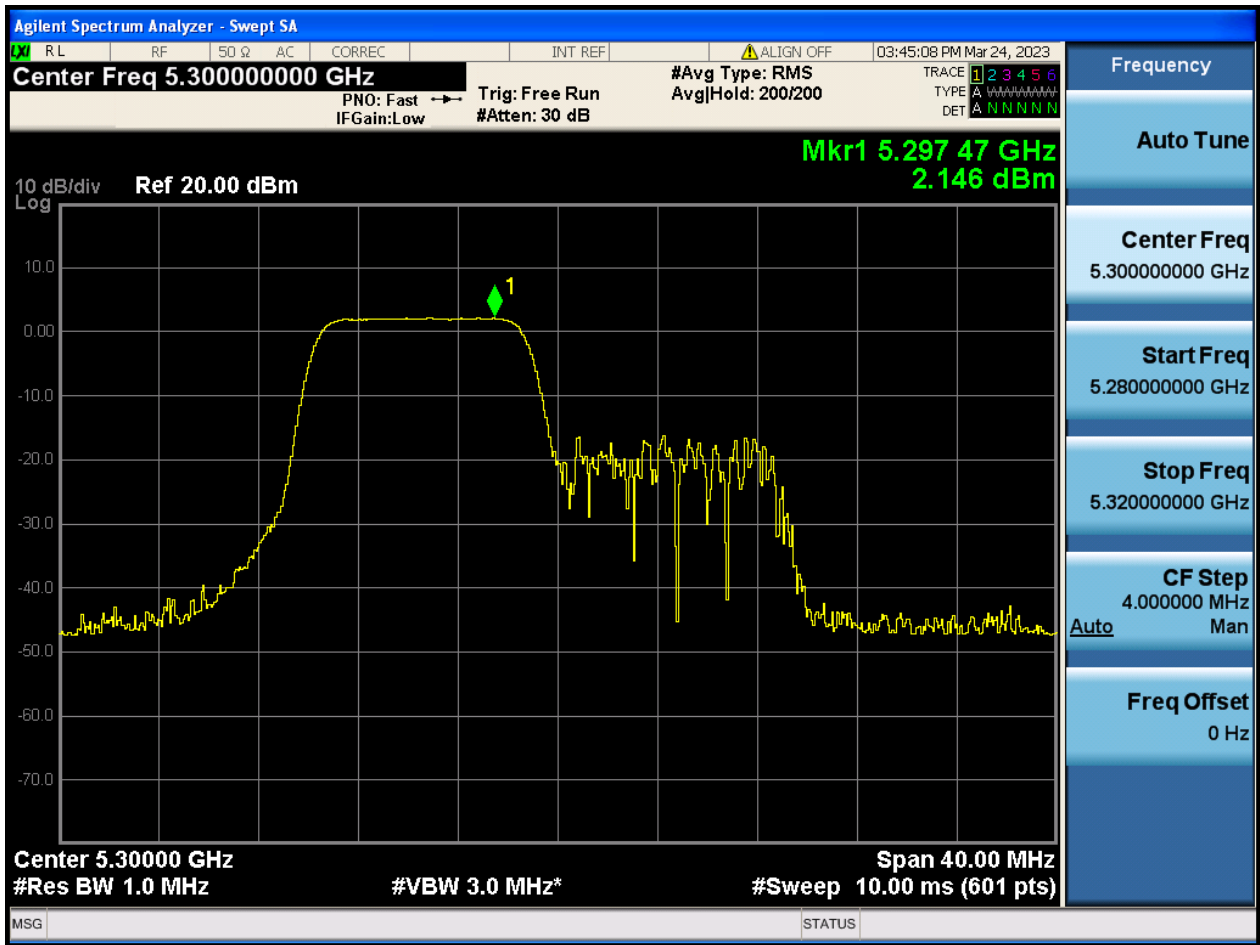 Agilent Spectrum Analyzer - Swept SA
LXI RL RF 50 Ω AC CORREC INT REF ALIGN OFF 03:45:08 PM Mar 24, 2023
Center Freq 5.300000000 GHz
PNO: Fast
IFGain:Low
Trig: Free Run
#Atten: 30 dB
#Avg Type: RMS
Avg|Hold: 200/200
TRACE 1 2 3 4 5 6
TYPE A WWWWW
DET A N N N N N
Mkr1 5.297 47 GHz
2.146 dBm
10 dB/div Ref 20.00 dBm
Log
10.0
0.00
-10.0
-20.0
-30.0
-40.0
-50.0
-60.0
-70.0
1
Center 5.30000 GHz Span 40.00 MHz
#Res BW 1.0 MHz #VBW 3.0 MHz* #Sweep 10.00 ms (601 pts)
MSG STATUS
Frequency
Auto Tune
Center Freq
5.300000000 GHz
Start Freq
5.280000000 GHz
Stop Freq
5.320000000 GHz
CF Step
4.000000 MHz
Auto Man
Freq Offset
0 Hz